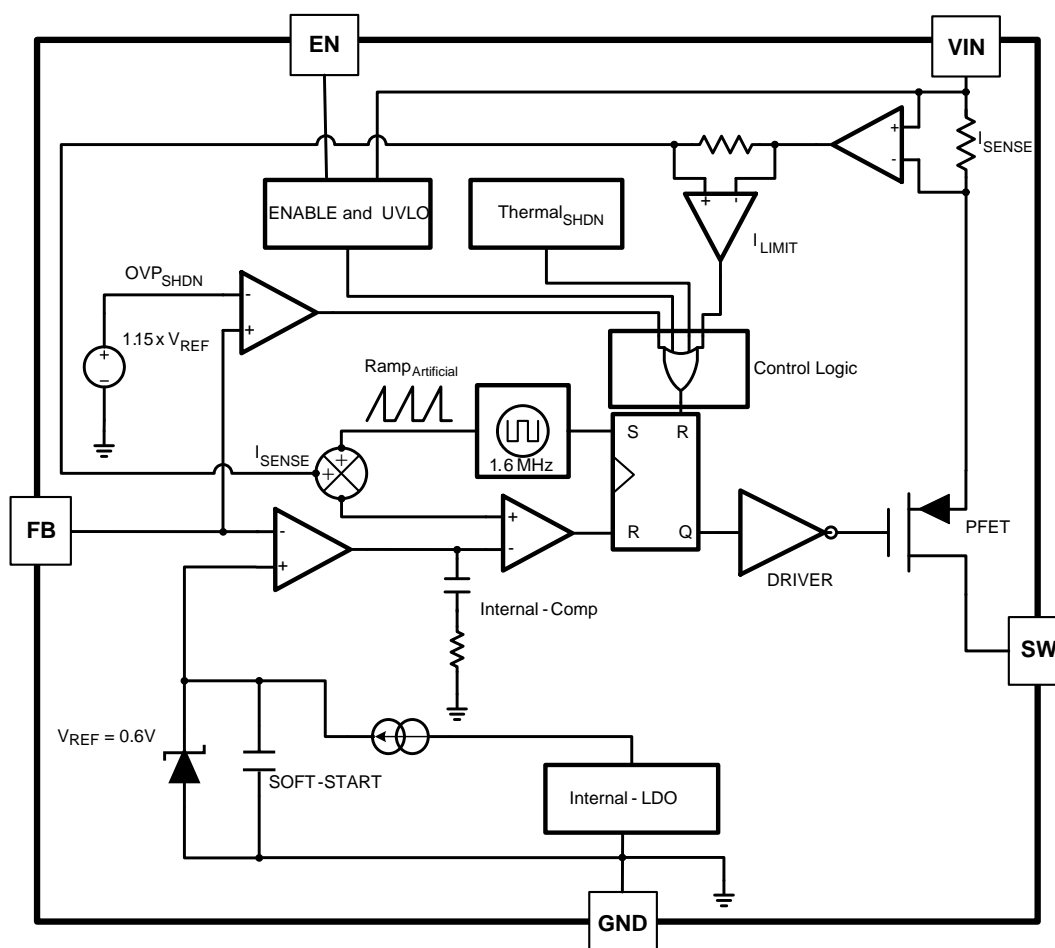 EN
VIN
+
-
ISENSE
ENABLE and UVLO
ThermalSHDN
+
-
ILIMIT
OVPSHDN
-
+
1.15 x VREF
+
−
RampArtificial
Control Logic
1.6 MHz
S
R
R
Q
ISENSE
+
+
FB
-
+
+
-
Internal - Comp
DRIVER
PFET
SW
VREF = 0.6V
SOFT-START
Internal - LDO
GND